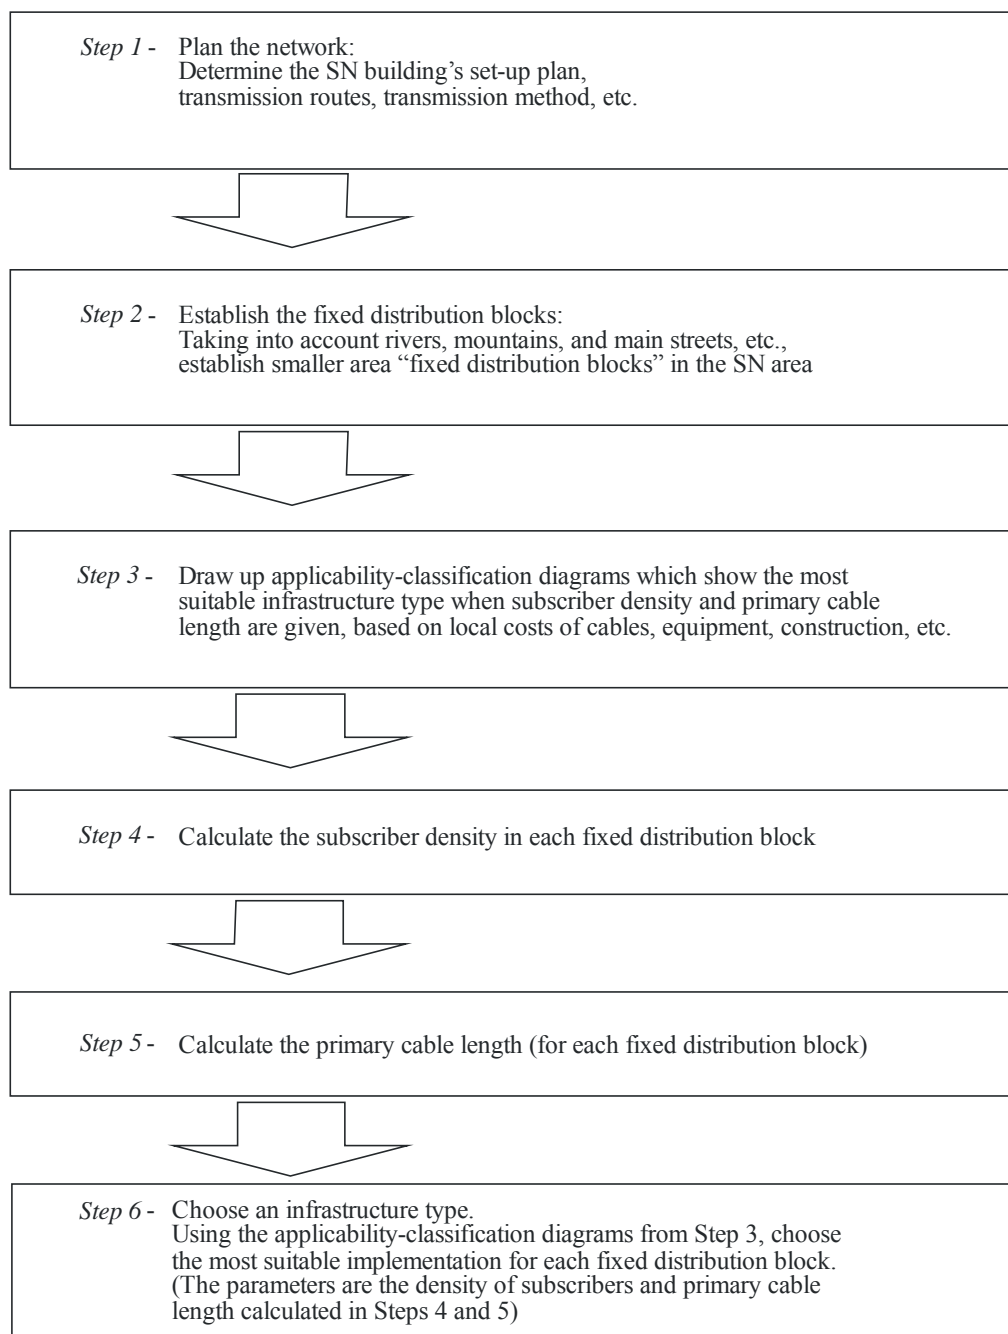 Step 1 - Plan the network:
Determine the SN building's set-up plan,
transmission routes, transmission method, etc.
Step 2 - Establish the fixed distribution blocks:
Taking into account rivers, mountains, and main streets, etc.,
establish smaller area “fixed distribution blocks” in the SN area
Step 3 - Draw up applicability-classification diagrams which show the most
suitable infrastructure type when subscriber density and primary cable
length are given, based on local costs of cables, equipment, construction, etc.
Step 4 - Calculate the subscriber density in each fixed distribution block
Step 5 - Calculate the primary cable length (for each fixed distribution block)
Step 6 - Choose an infrastructure type.
Using the applicability-classification diagrams from Step 3, choose
the most suitable implementation for each fixed distribution block.
(The parameters are the density of subscribers and primary cable
length calculated in Steps 4 and 5)